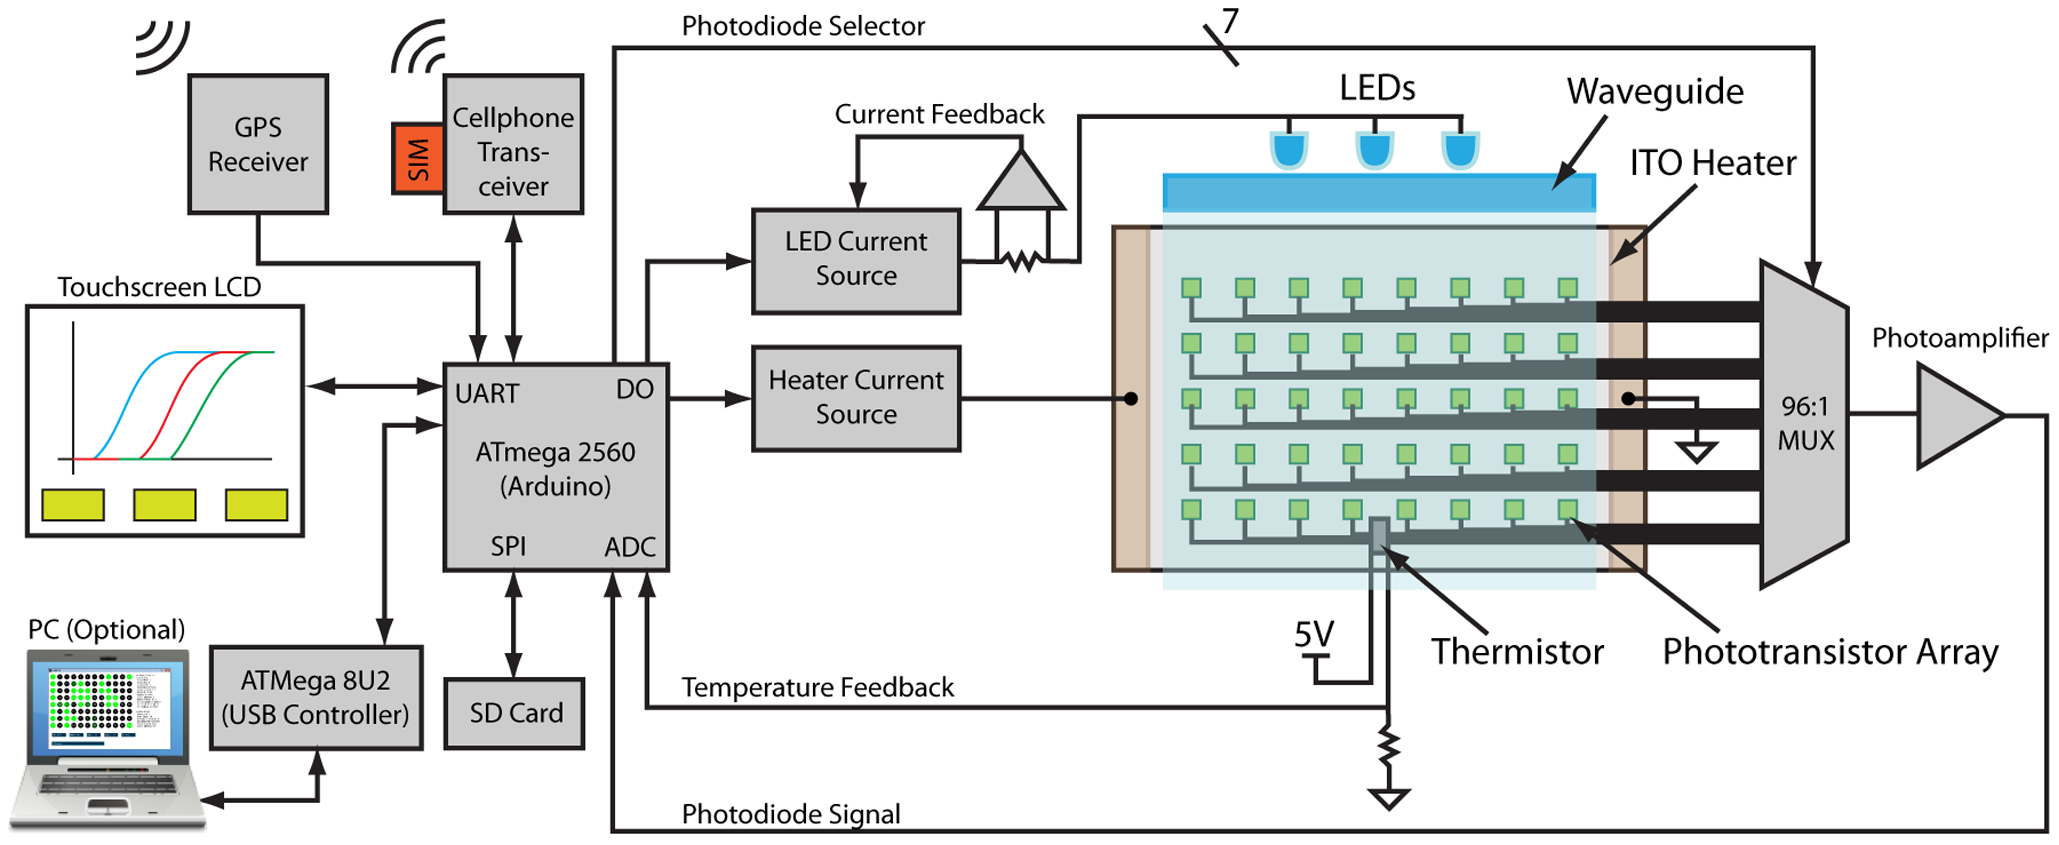 Photodiode Selector
7
LEDs
Waveguide
Current Feedback
GPS
Receiver
SIM
Cellphone
Trans-
ceiver
ITO Heater
LED Current
Source
Touchscreen LCD
Photoamplifier
UART
DO
Heater Current
Source
96:1
MUX
ATmega 2560
(Arduino)
SPI
ADC
PC (Optional)
5V
Thermistor
Phototransistor Array
ATMega 8U2
(USB Controller)
SD Card
Temperature Feedback
Photodiode Signal